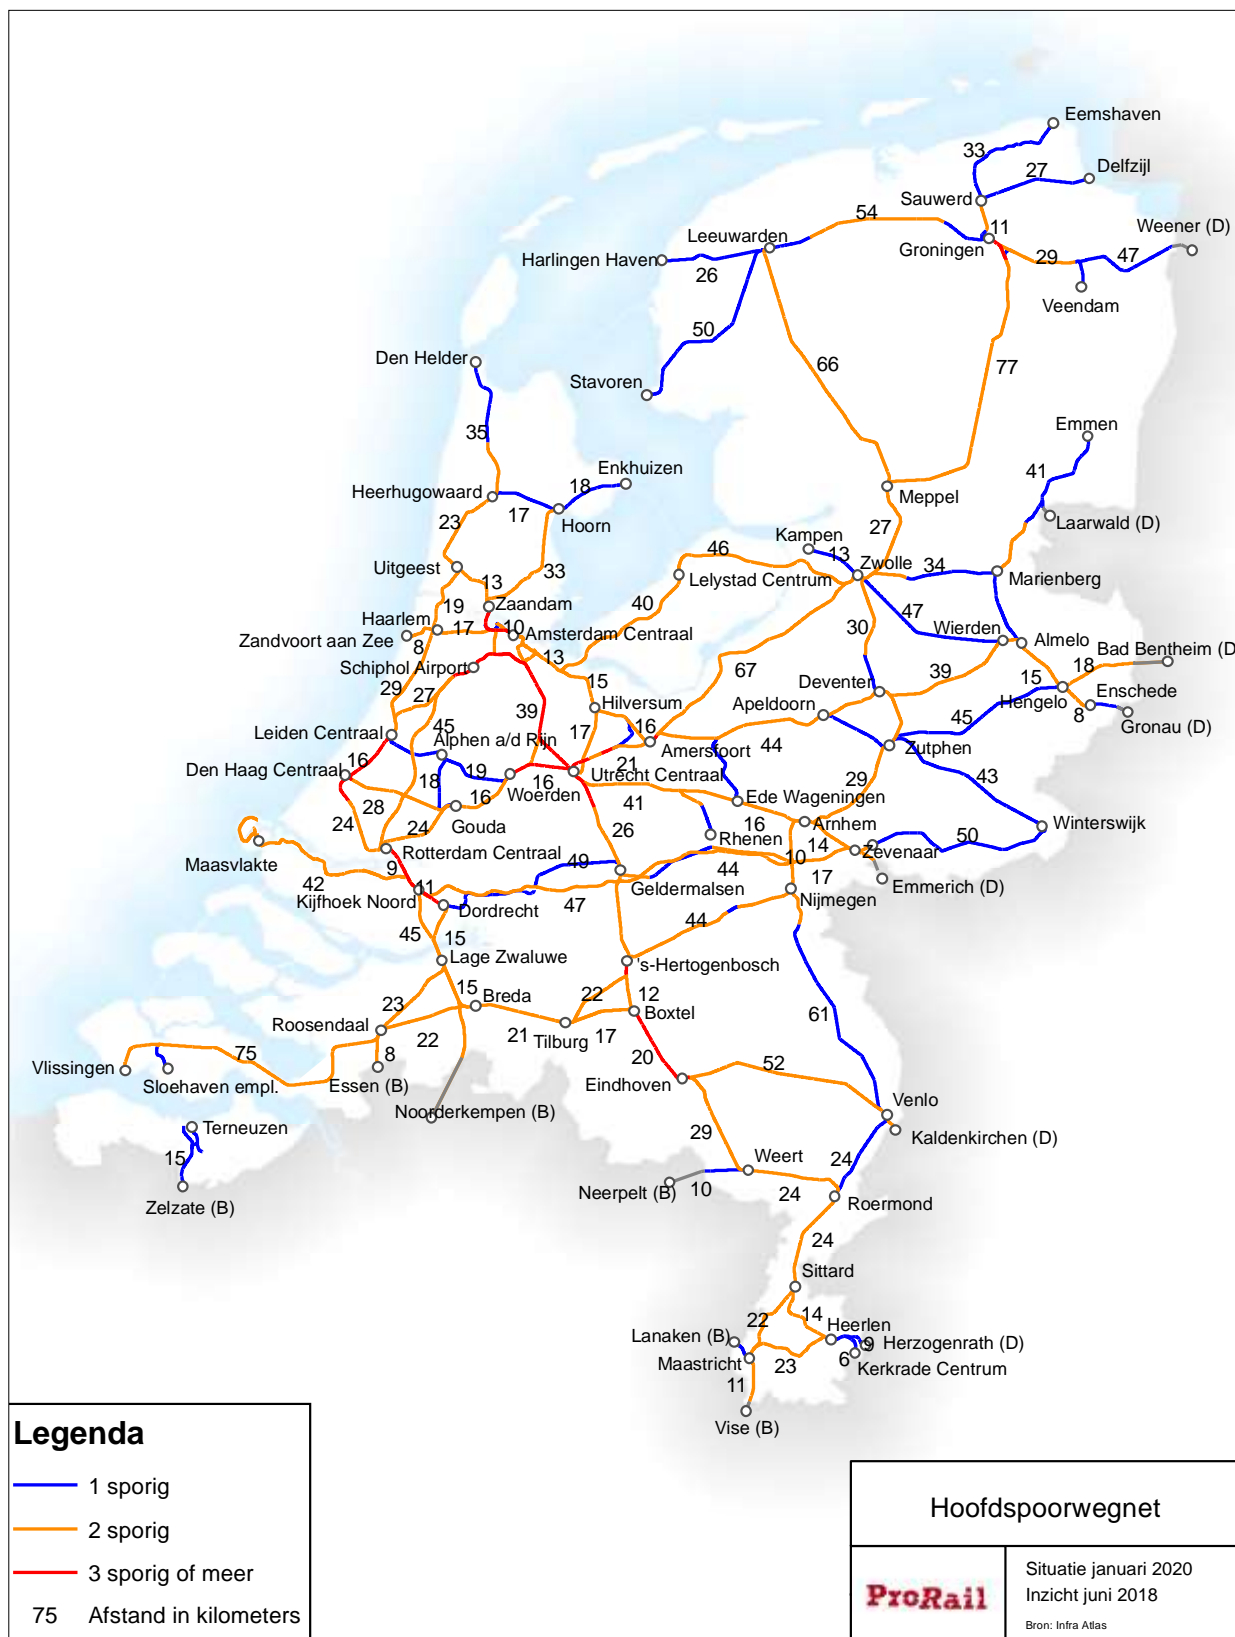 Eemshaven
33
Delfzijl
27
Sauwerd
54
11
Weener (D)
Leeuwarden
Groningen
47
29
Harlingen Haven
26
Veendam
50
Den Helder
66
77
Stavoren
Emmen
35
41
Enkhuizen
18
Heerhugowaard
Meppel
17
Hoorn
Laarwald (D)
23
27
Kampen
46
13
Zwolle
34
Uitgeest
33
Lelystad Centrum
Marienberg
13
40
19
Zaandam
47
Haarlem
17
10
Wierden
Almelo
Zandvoort aan Zee
8
Amsterdam Centraal
30
Bad Bentheim (D
13
67
39
18
Schiphol Airport
15
29
27
15
Hengelo
Enschede
Deventer
Hilversum
Apeldoorn
39
8
Gronau (D)
45
16
45
Leiden Centraal
17
44
Alphen a/d Rijn
Amersfoort
Zutphen
Den Haag Centraal
16
21
18
19
16
Utrecht Centraal
29
43
Woerden
28
16
41
Ede Wageningen
24
Gouda
16
Arnhem
24
26
Rhenen
14
50
Winterswijk
Rotterdam Centraal
Zevenaar
Maasvlakte
9
49
44
10
42
11
Geldermalsen
17
Emmerich (D)
Kijfhoek Noord
Dordrecht
47
Nijmegen
44
45
15
Lage Zwaluwe
's-Hertogenbosch
15
23
Breda
22
12
61
Roosendaal
Boxtel
22
21
Tilburg
17
75
8
20
52
Vlissingen
Sloehaven empl.
Essen (B)
Eindhoven
Noorderkempen (B)
Venlo
Terneuzen
29
Kaldenkirchen (D)
15
Weert
24
Neerpelt (B)
10
24
Zelzate (B)
Roermond
24
Sittard
14
22
Heerlen
Lanaken (B)
9
Herzogenrath (D)
Maastricht
23
6
Kerkrade Centrum
11
Vise (B)
Legenda
1 sporig
2 sporig
3 sporig of meer
75 Afstand in kilometers
Hoofdspoorwegnet
ProRail
Situatie januari 2020
Inzicht juni 2018
Bron: Infra Atlas